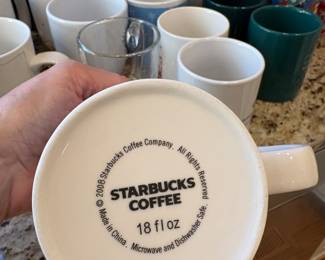 © 2008 Starbucks Coffee Company. All Rights Reserved
STARBUCKS
COFFEE
18 fl oz
Made in China. Microwave and Dishwasher Safe.